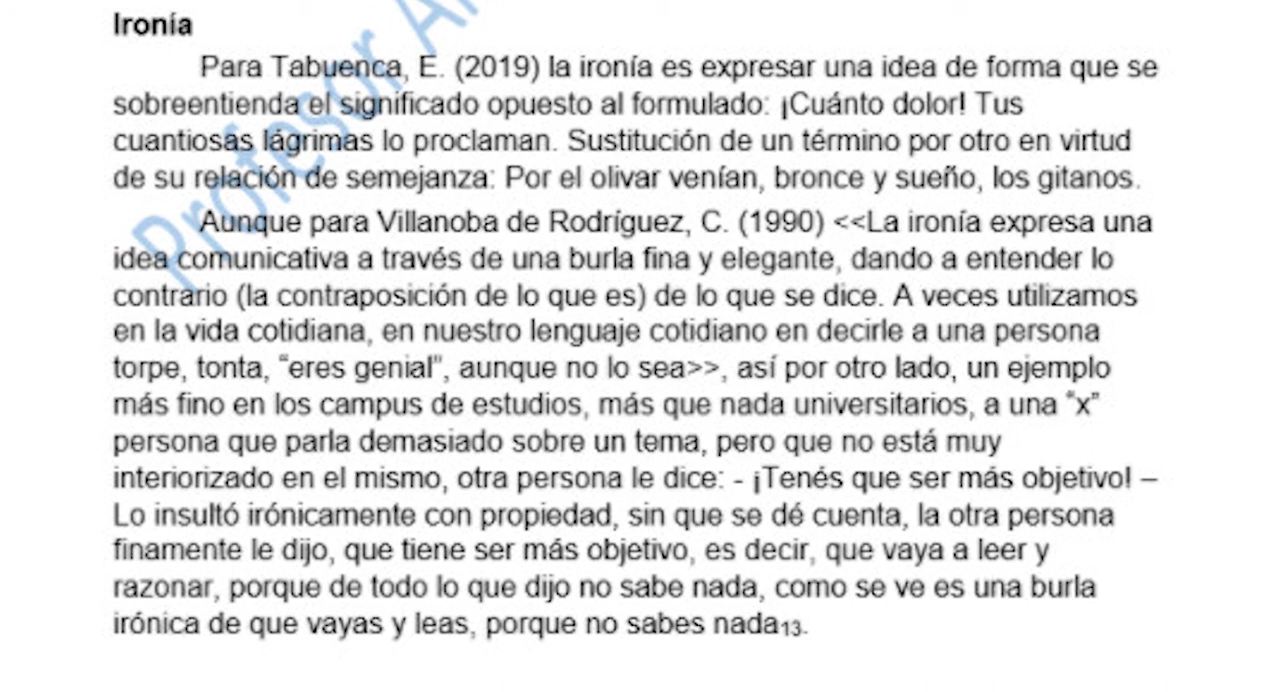 Ironía
Para Tabuenca, E. (2019) la ironía es expresar una idea de forma que se
sobreentienda el significado opuesto al formulado: ¡Cuánto dolor! Tus
cuantiosas lágrimas lo proclaman. Sustitución de un término por otro en virtud
de su relación de semejanza: Por el olivar venían, bronce y sueño, los gitanos.
Aunque para Villanoba de Rodríguez, C. (1990) <<La ironía expresa una
idea comunicativa a través de una burla fina y elegante, dando a entender lo
contrario (la contraposición de lo que es) de lo que se dice. A veces utilizamos
en la vida cotidiana, en nuestro lenguaje cotidiano en decirle a una persona
torpe, tonta, “eres genial”, aunque no lo sea>>, así por otro lado, un ejemplo
más fino en los campus de estudios, más que nada universitarios, a una “x”
persona que parla demasiado sobre un tema, pero que no está muy
interiorizado en el mismo, otra persona le dice: - ¡Tenés que ser más objetivo! –
Lo insultó irónicamente con propiedad, sin que se dé cuenta, la otra persona
finamente le dijo, que tiene ser más objetivo, es decir, que vaya a leer y
razonar, porque de todo lo que dijo no sabe nada, como se ve es una burla
irónica de que vayas y leas, porque no sabes nada13.
Profesor